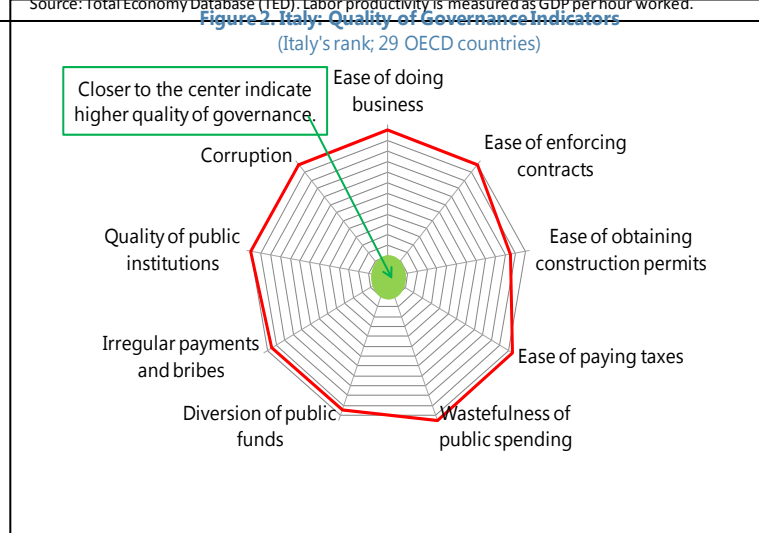 Source: Total Economy Database (TED). Labor productivity is measured as GDP per hour worked.
Figure 2. Italy: Quality of Governance Indicators
(Italy's rank; 29 OECD countries)
Closer to the center indicate
higher quality of governance.
Ease of doing
business
Ease of enforcing
contracts
Ease of obtaining
construction permits
Ease of paying taxes
Wastefulness of
public spending
Diversion of public
funds
Irregular payments
and bribes
Quality of public
institutions
Corruption